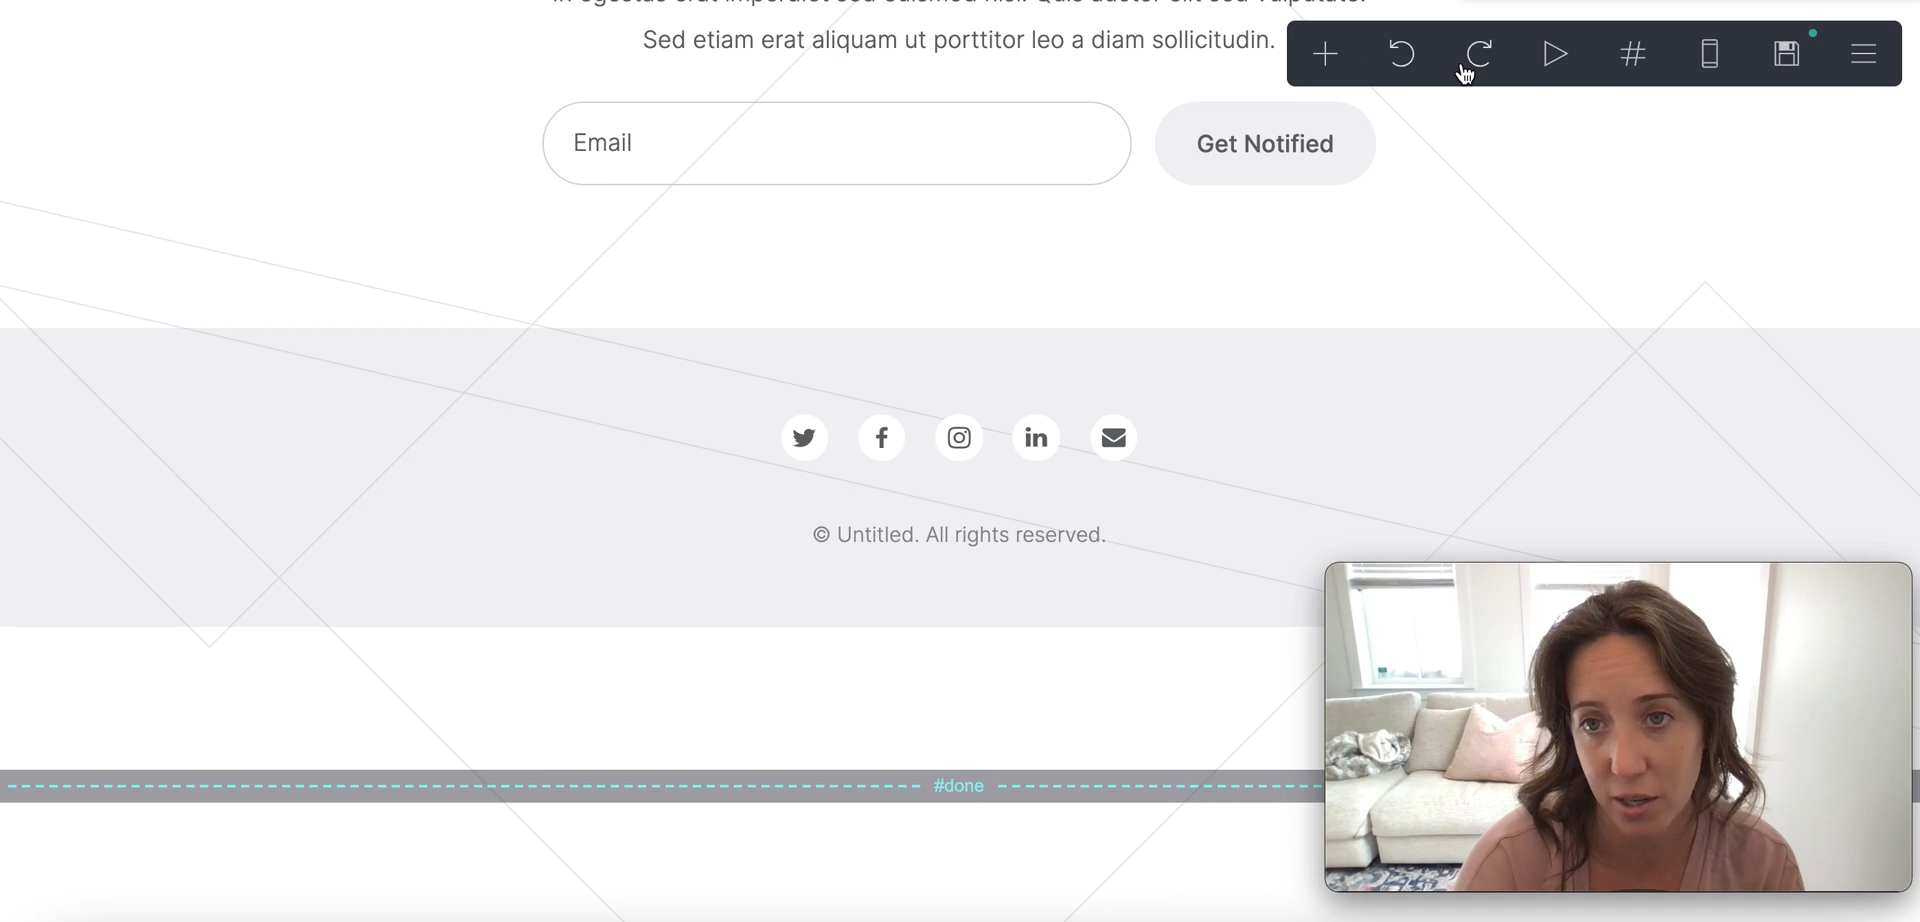 Sed etiam erat aliquam ut porttitor leo a diam sollicitudin.
Email
Get Notified
© Untitled. All rights reserved.
#done